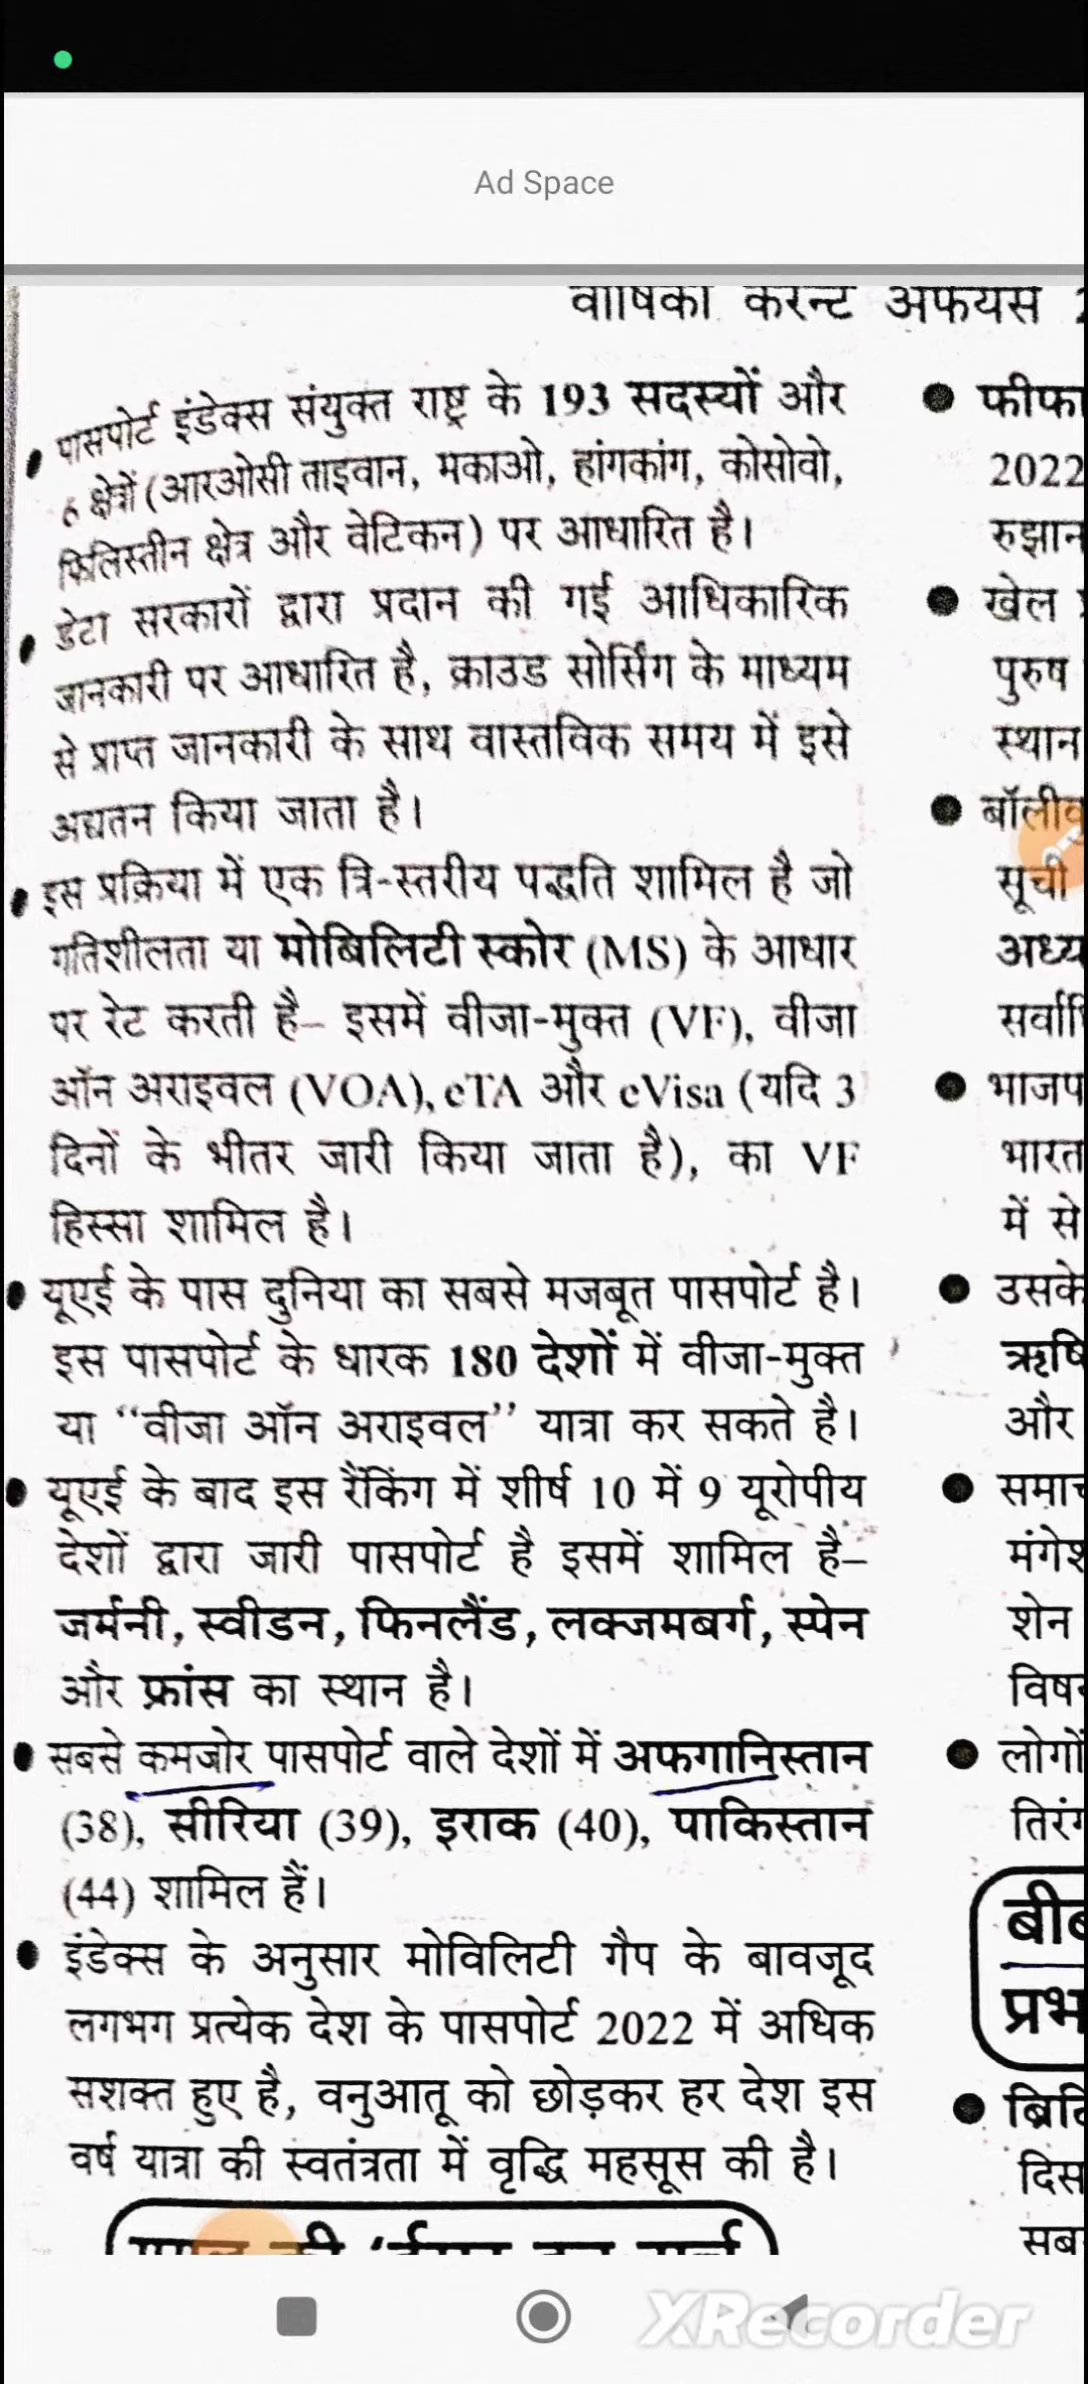 Ad Space
वार्षिकी करेन्ट अफेयर्स
पासपोर्ट इंडेक्स संयुक्त राष्ट्र के 193 सदस्यों और
6 क्षेत्रों (आरओसी ताइवान, मकाओ, हांगकांग, कोसोवो,
फिलिस्तीन क्षेत्र और वेटिकन) पर आधारित है।
डेटा सरकारों द्वारा प्रदान की गई आधिकारिक
जानकारी पर आधारित है, क्राउड सोर्सिंग के माध्यम
से प्राप्त जानकारी के साथ वास्तविक समय में इसे
अद्यतन किया जाता है।
इस प्रक्रिया में एक त्रि-स्तरीय पद्धति शामिल है जो
गतिशीलता या मोबिलिटी स्कोर (MS) के आधार
पर रेट करती है– इसमें वीजा-मुक्त (VF), वीजा
ऑन अराइवल (VOA), eTA और eVisa (यदि 3
दिनों के भीतर जारी किया जाता है), का VF
हिस्सा शामिल है।
● यूएई के पास दुनिया का सबसे मजबूत पासपोर्ट है।
इस पासपोर्ट के धारक 180 देशों में वीजा-मुक्त
या “वीजा ऑन अराइवल” यात्रा कर सकते है।
● यूएई के बाद इस रैंकिंग में शीर्ष 10 में 9 यूरोपीय
देशों द्वारा जारी पासपोर्ट है इसमें शामिल है–
जर्मनी, स्वीडन, फिनलैंड, लक्जमबर्ग, स्पेन
और फ्रांस का स्थान है।
● सबसे कमजोर पासपोर्ट वाले देशों में अफगानिस्तान
(38), सीरिया (39), इराक (40), पाकिस्तान
(44) शामिल हैं।
● इंडेक्स के अनुसार मोविलिटी गैप के बावजूद
लगभग प्रत्येक देश के पासपोर्ट 2022 में अधिक
सशक्त हुए है, वनुआतू को छोड़कर हर देश इस
वर्ष यात्रा की स्वतंत्रता में वृद्धि महसूस की है।
● फीफा
2022
रुझान
● खेल
पुरुष
स्थान
●
सूची
● भाजप
भारत
में से
● उसके
ऋषि
और
●
शेन
● लोगों
●
XRecorder